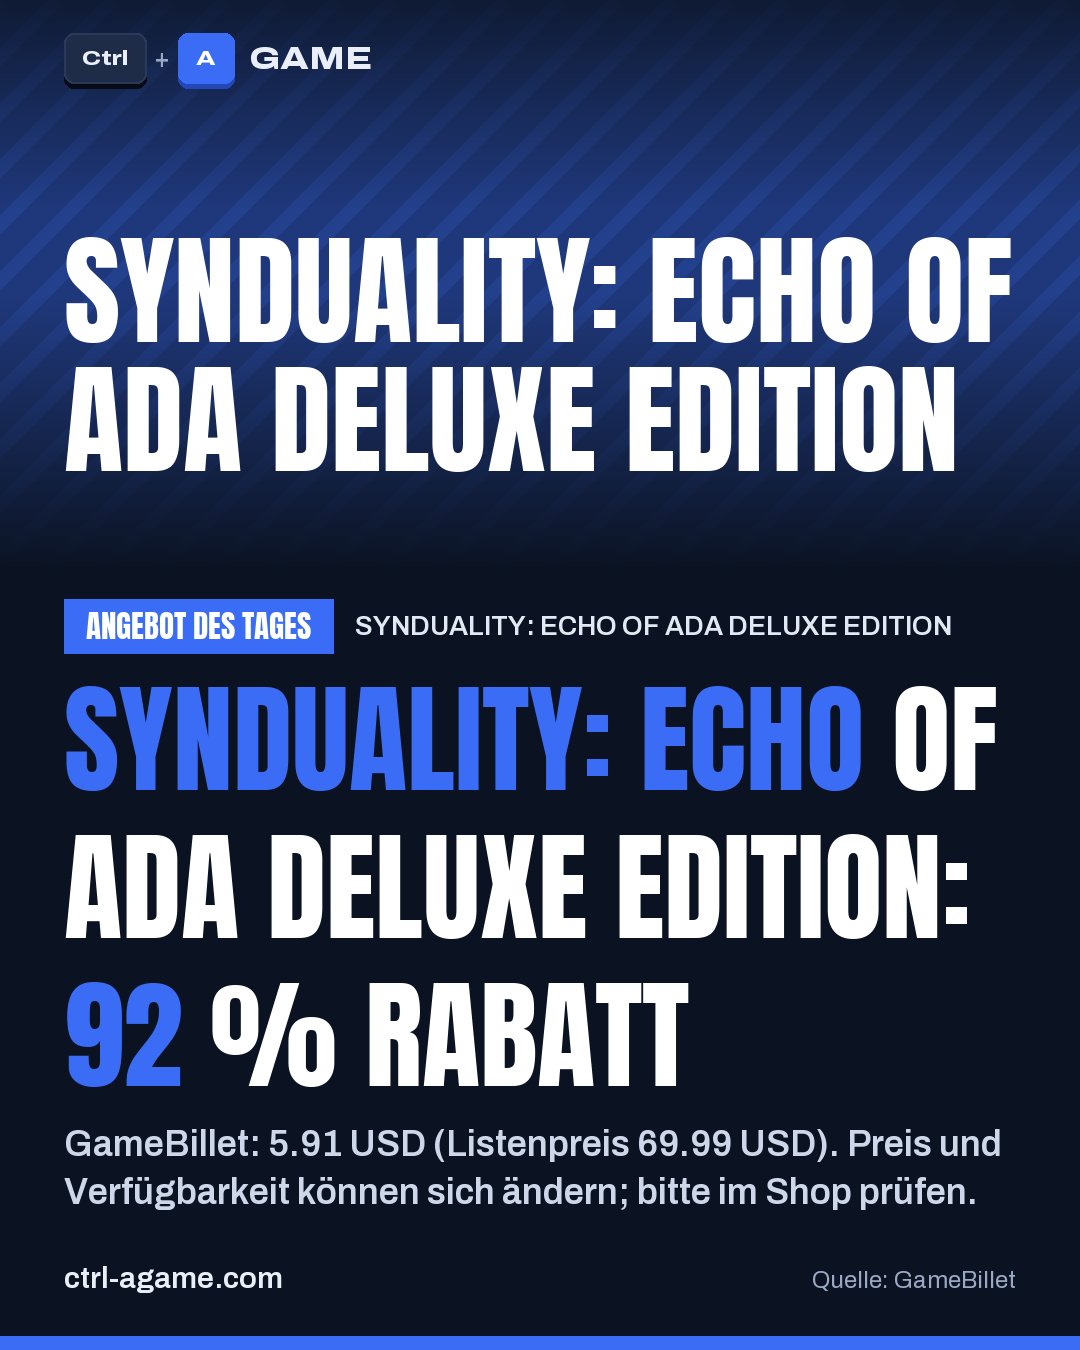 Ctrl + A GAME
SYNDUALITY: ECHO OF
ADA DELUXE EDITION
ANGEBOT DES TAGES SYNDUALITY: ECHO OF ADA DELUXE EDITION
SYNDUALITY: ECHO OF
ADA DELUXE EDITION:
92 % RABATT
GameBillet: 5.91 USD (Listenpreis 69.99 USD). Preis und
Verfügbarkeit können sich ändern; bitte im Shop prüfen.
ctrl-agame.com Quelle: GameBillet